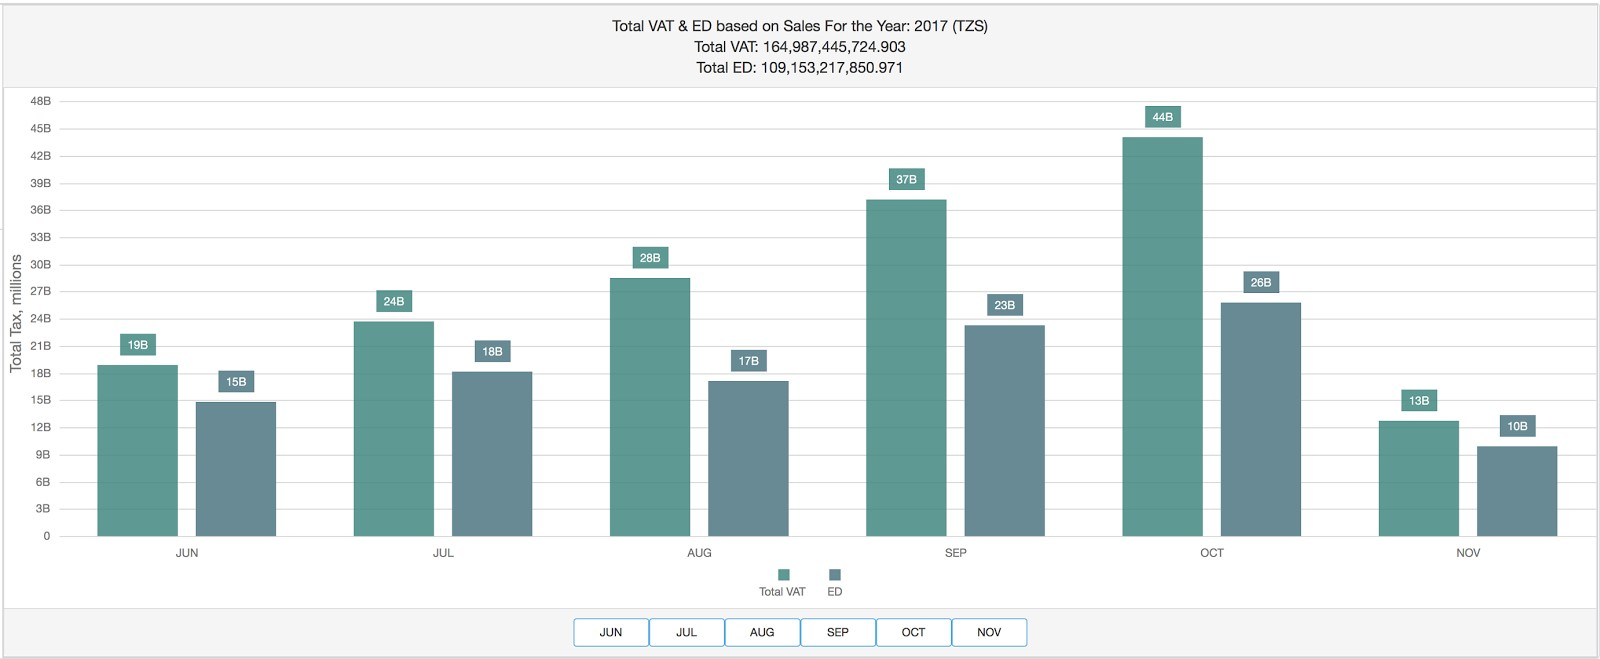 Total VAT & ED based on Sales For the Year: 2017 (TZS)
Total VAT: 164,987,445,724.903
Total ED: 109,153,217,850.971
Total Tax, millions
48B
45B
42B
39B
36B
33B
30B
27B
24B
21B
18B
15B
12B
9B
6B
3B
0
19B
15B
24B
18B
28B
17B
37B
23B
44B
26B
13B
10B
JUN JUL AUG SEP OCT NOV
Total VAT ED
JUN JUL AUG SEP OCT NOV